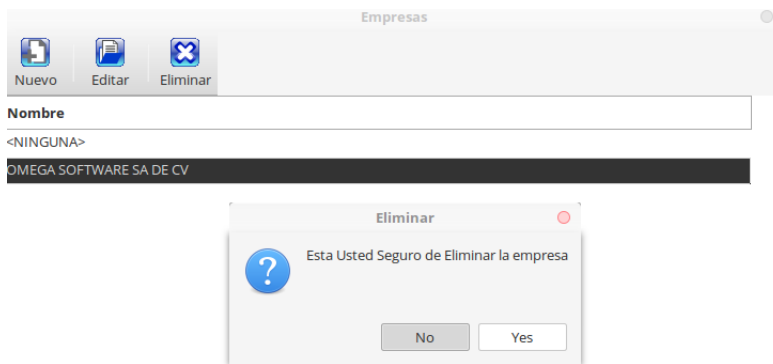 Empresas
Nuevo Editar Eliminar
Nombre
<NINGUNA>
OMEGA SOFTWARE SA DE CV
Eliminar
Esta Usted Seguro de Eliminar la empresa
?
No Yes